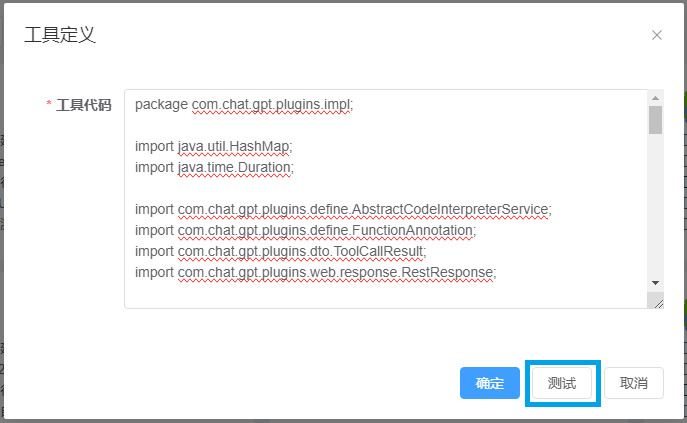 工具定义
* 工具代码
package com.chat.gpt.plugins.impl;
import java.util.HashMap;
import java.time.Duration;
import com.chat.gpt.plugins.define.AbstractCodeInterpreterService;
import com.chat.gpt.plugins.define.FunctionAnnotation;
import com.chat.gpt.plugins.dto.ToolCallResult;
import com.chat.gpt.plugins.web.response.RestResponse;
确定 测试 取消